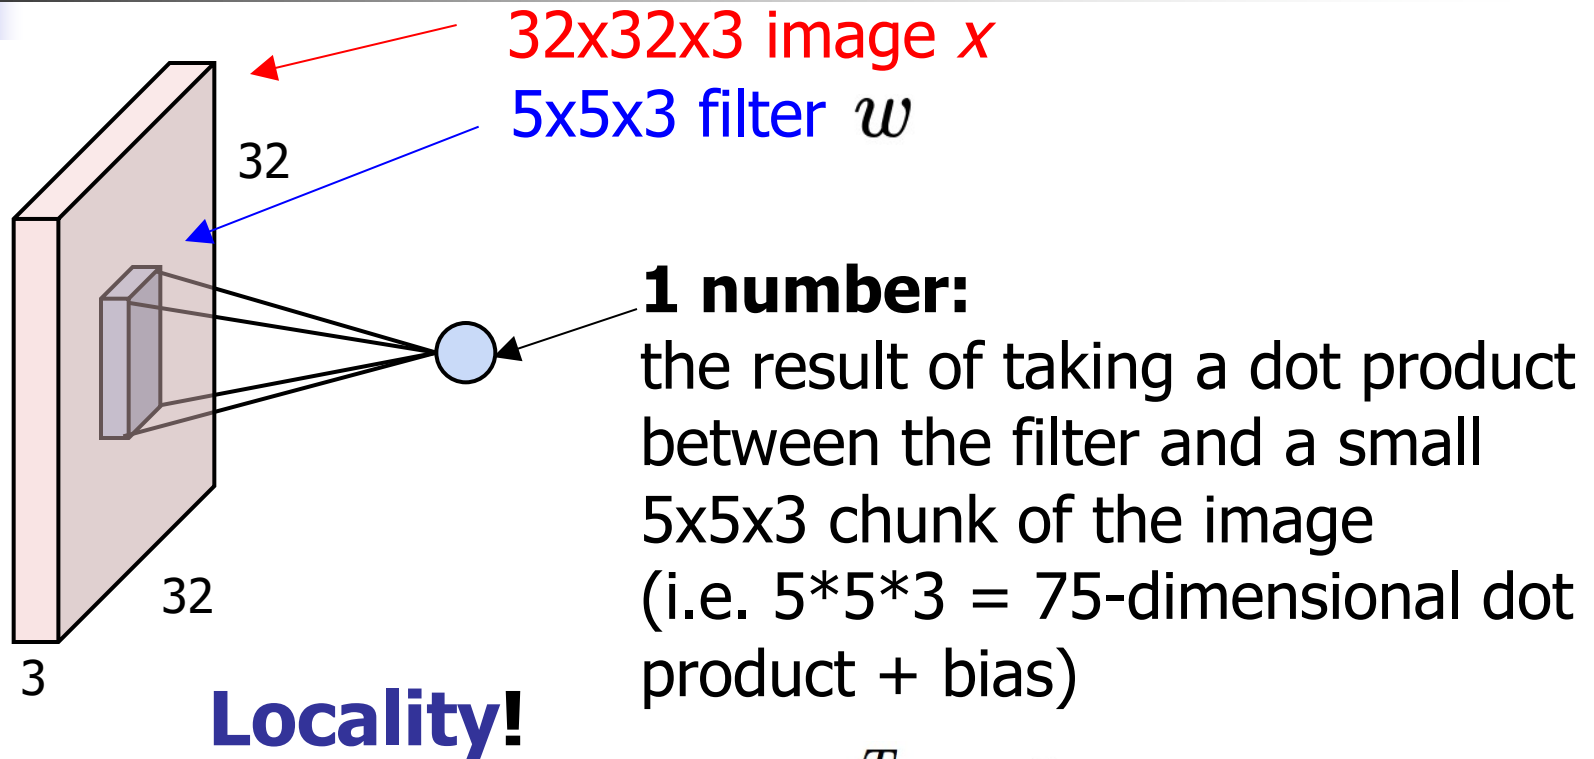 32x32x3 image x
5x5x3 filter w
32
1 number:
the result of taking a dot product
between the filter and a small
5x5x3 chunk of the image
(i.e. 5*5*3 = 75-dimensional dot
product + bias)
32
3
Locality!